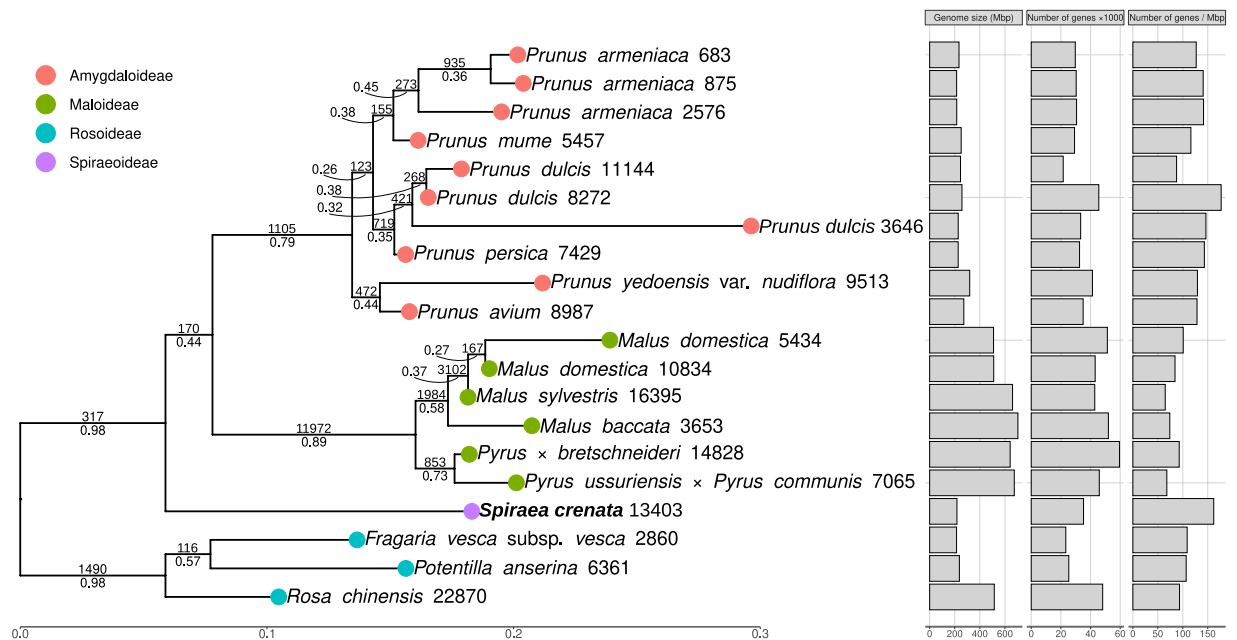 Genome size (Mbp) Number of genes ×1000 Number of genes / Mbp
Amygdaloideae
Maloideae
Rosoideae
Spiraeoideae
Prunus armeniaca 683
935
0.36
Prunus armeniaca 875
0.45 273
Prunus armeniaca 2576
0.38 155
Prunus mume 5457
0.26 123
Prunus dulcis 11144
0.38 268
Prunus dulcis 8272
0.32 421
Prunus dulcis 3646
719
0.35
1105
0.79
Prunus persica 7429
Prunus yedoensis var. nudiflora 9513
472
0.44
Prunus avium 8987
170
0.44
Malus domestica 5434
0.27 167
Malus domestica 10834
0.37 3102
Malus sylvestris 16395
1984
0.58
Malus baccata 3653
317
0.98
11972
0.89
Pyrus × bretschneideri 14828
853
0.73
Pyrus ussuriensis × Pyrus communis 7065
Spiraea crenata 13403
Fragaria vesca subsp. vesca 2860
116
0.57
Potentilla anserina 6361
1490
0.98
Rosa chinensis 22870
0.0 0.1 0.2 0.3
0 200 400 600 0 20 40 60 0 50 100 150